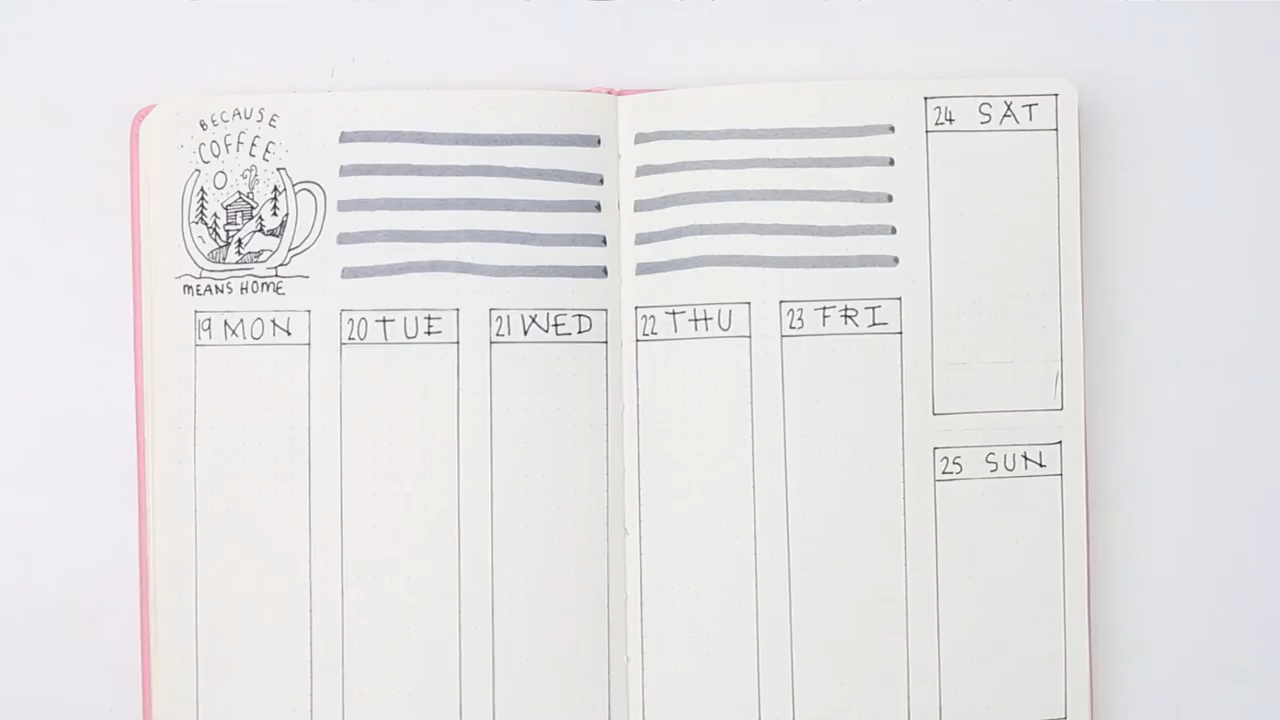 BECAUSE
COFFEE
MEANS HOME
19 MON
20 TUE
21 WED
22 THU
23 FRI
24 SAT
25 SUN